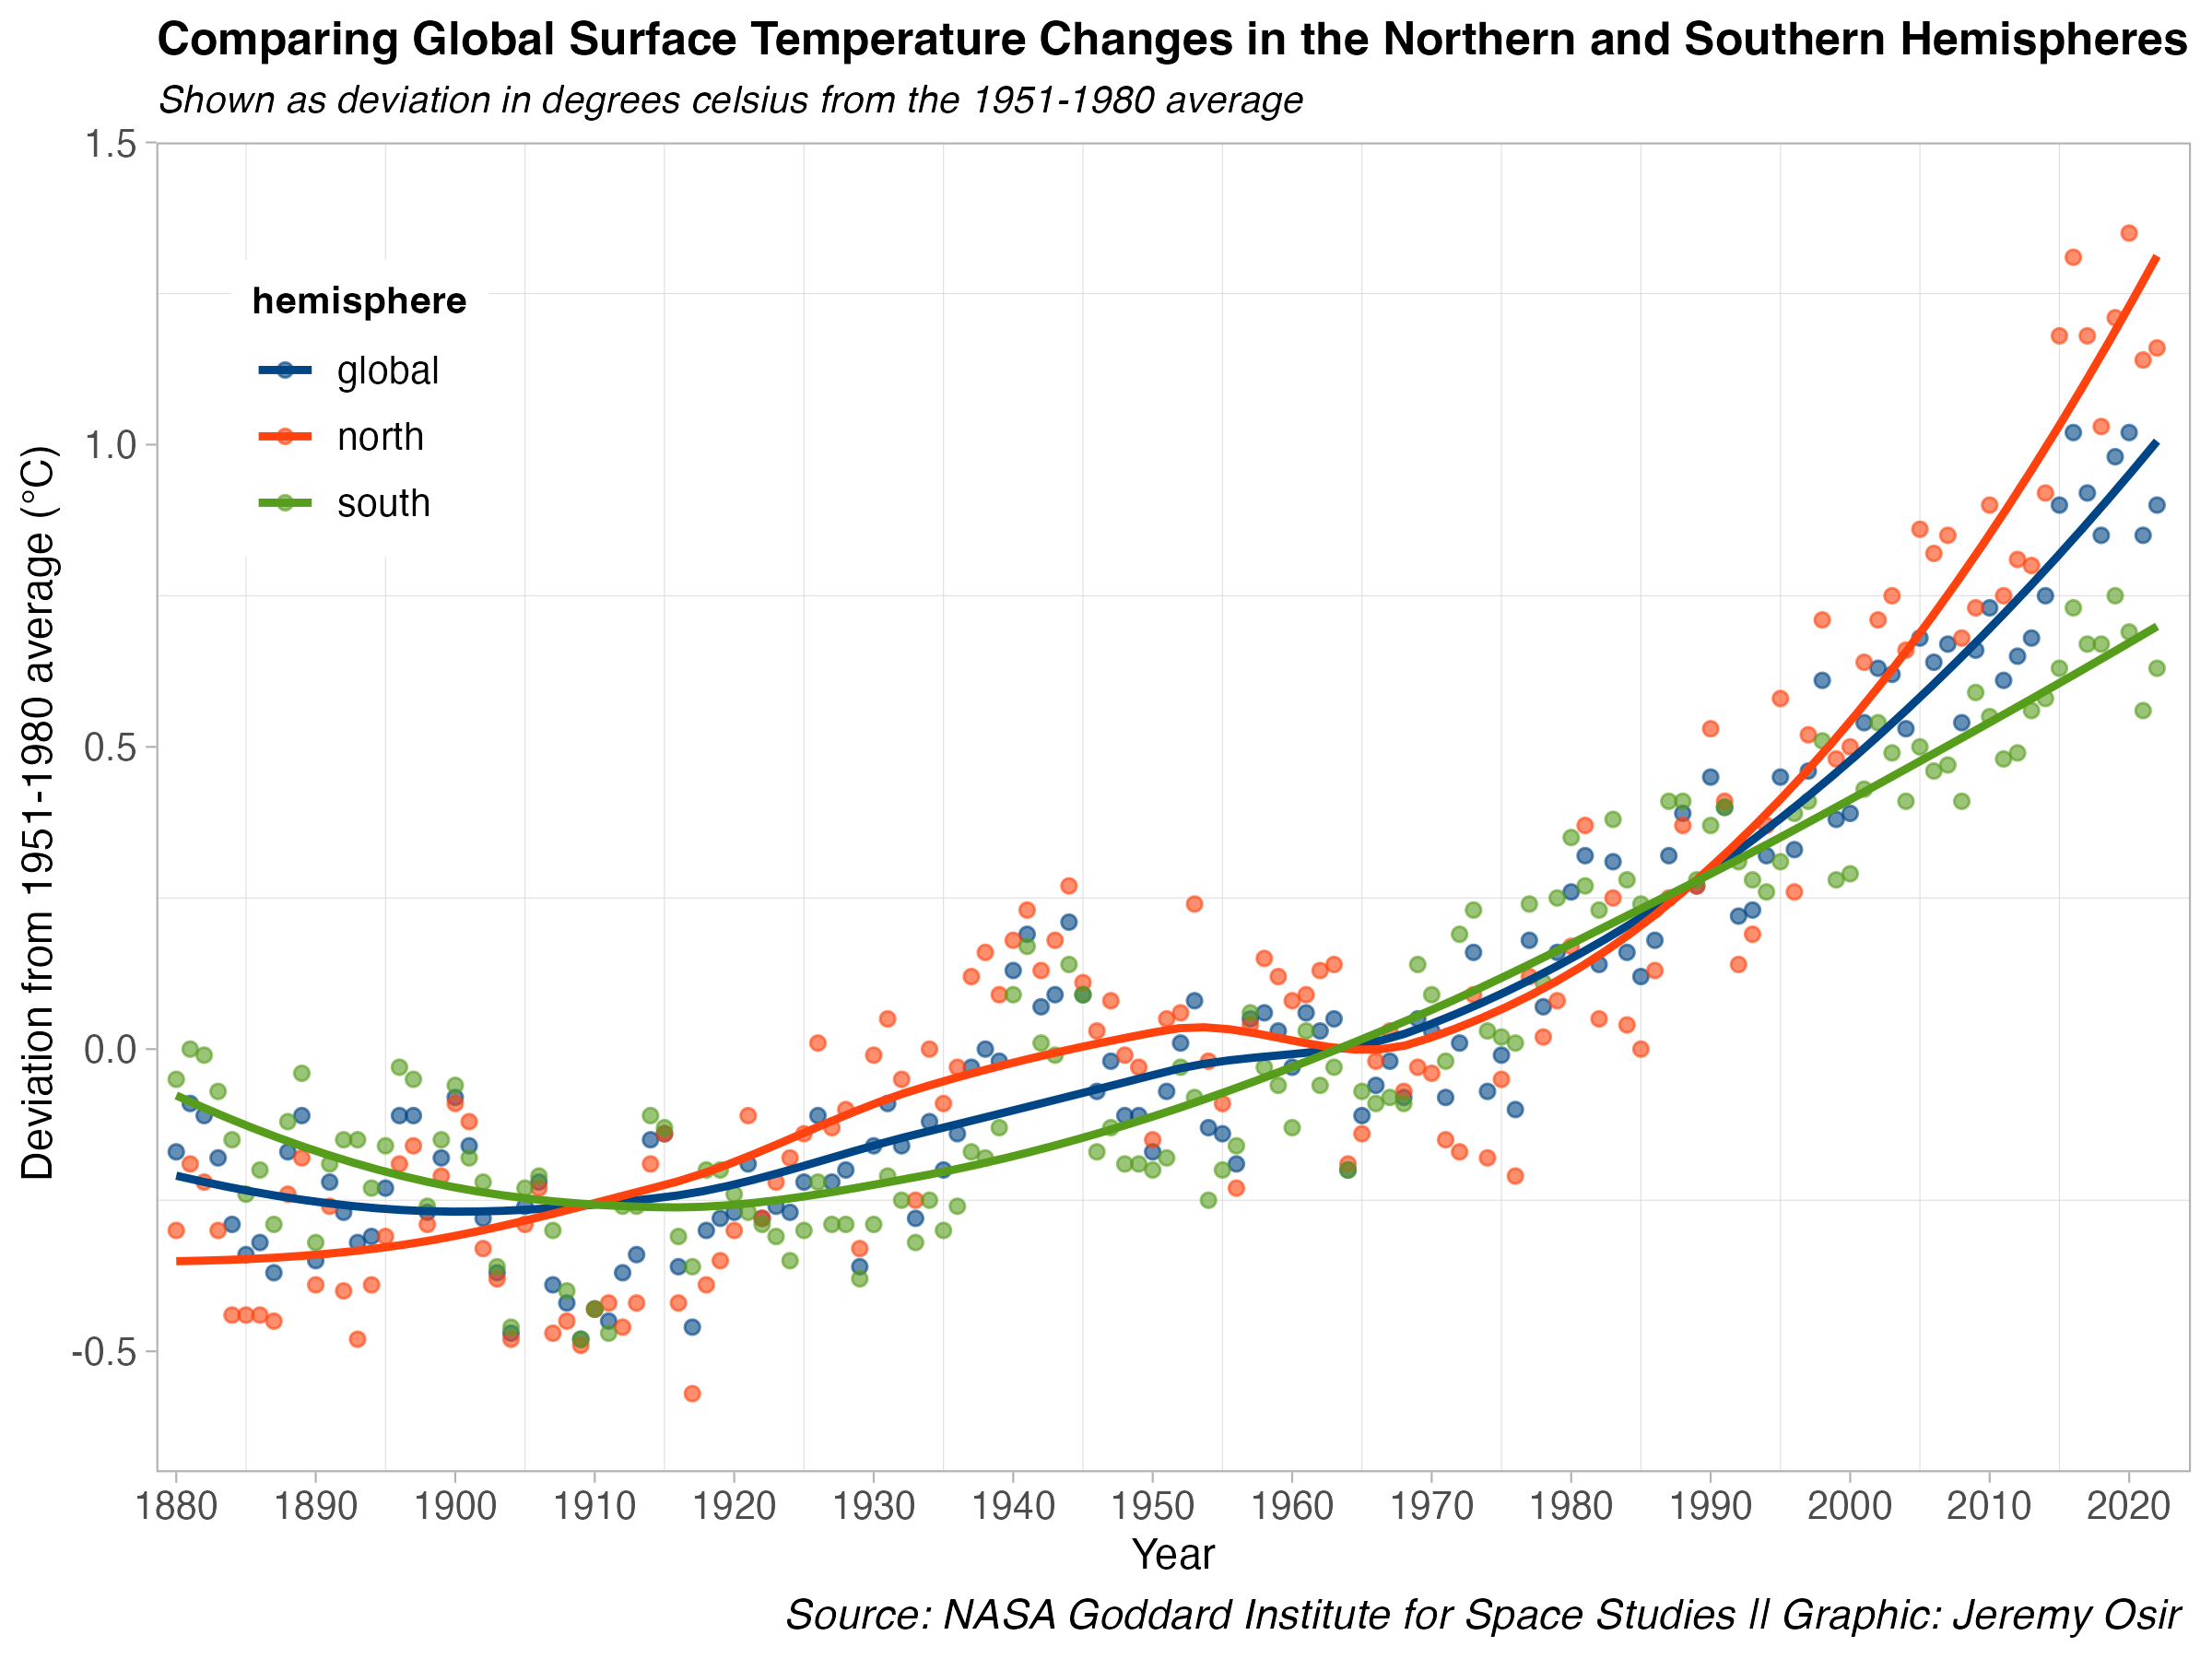 Comparing Global Surface Temperature Changes in the Northern and Southern Hemispheres
Shown as deviation in degrees celsius from the 1951-1980 average
Deviation from 1951-1980 average (°C)
1.5
1.0
0.5
0.0
-0.5
hemisphere
global
north
south
1880 1890 1900 1910 1920 1930 1940 1950 1960 1970 1980 1990 2000 2010 2020
Year
Source: NASA Goddard Institute for Space Studies II Graphic: Jeremy Osir